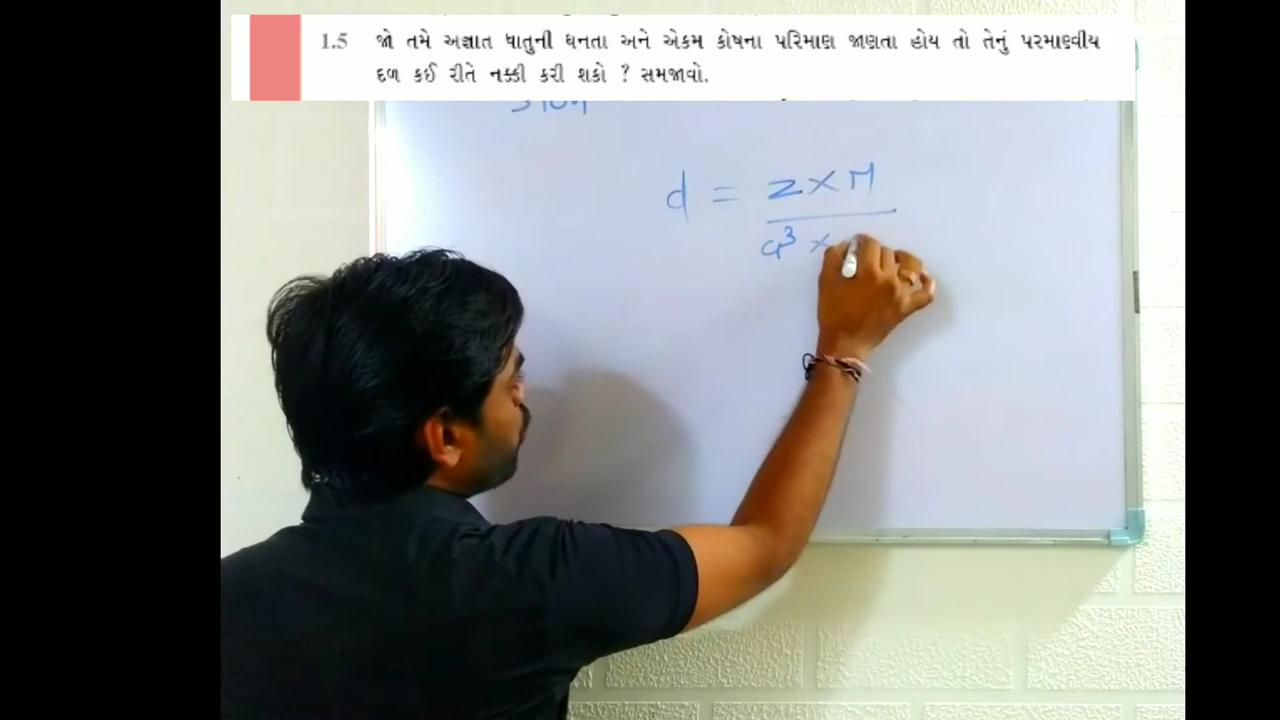 1.5 જો તમે અજ્ઞાત ધાતુની ઘનતા અને એકમ કોષના પરિમાણ જાણતા હોય તો તેનું પરમાણ્વીય
દળ કઈ રીતે નક્કી કરી શકો ? સમજાવો.
d = Z×M
a³ ×